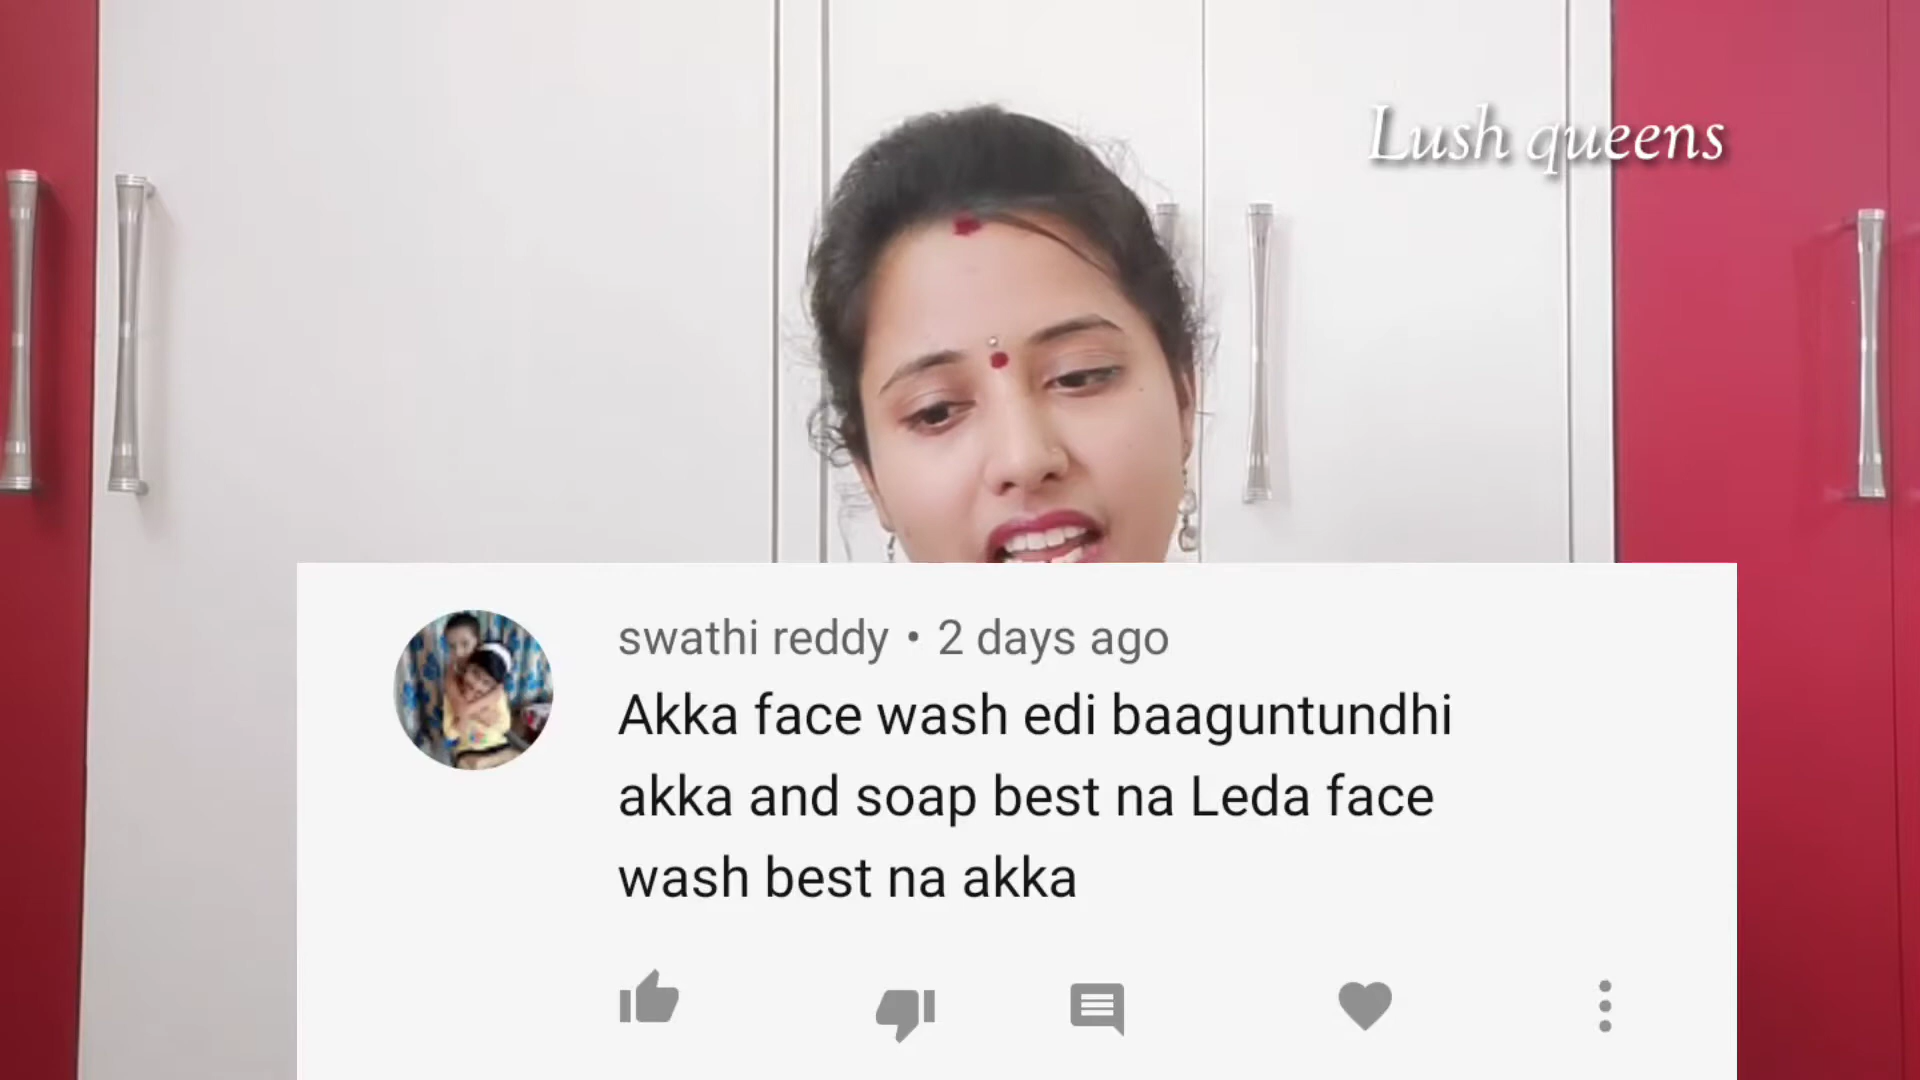 Lush queens
swathi reddy • 2 days ago
Akka face wash edi baaguntundhi
akka and soap best na Leda face
wash best na akka